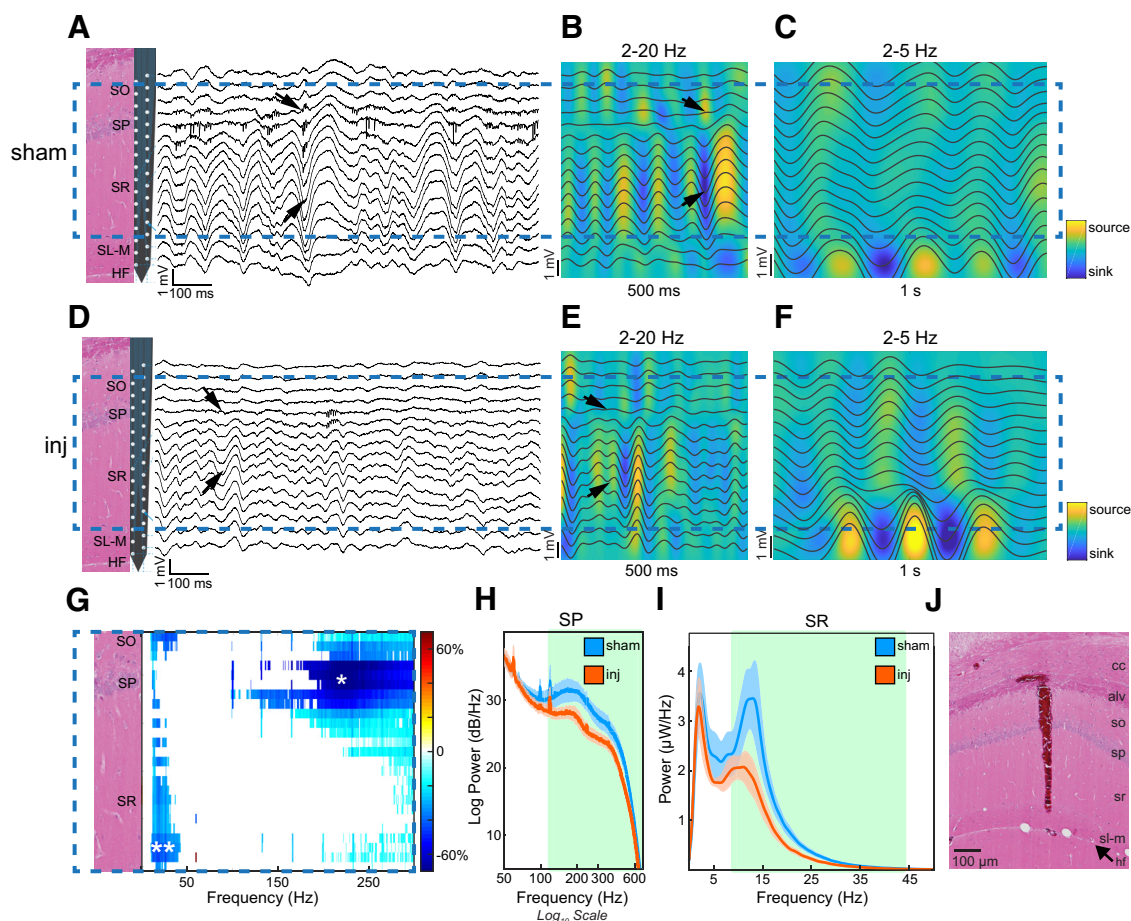 A
B
C
2-20 Hz
2-5 Hz
SO
SP
sham
SR
SL-M
HF
1 mV
100 ms
1 mV
500 ms
1 mV
1 s
source
sink
D
E
F
2-20 Hz
2-5 Hz
SO
SP
inj
SR
SL-M
HF
1 mV
100 ms
1 mV
500 ms
1 mV
1 s
source
sink
G
H
I
J
SO
SP
SR
*
**
50
150
250
Frequency (Hz)
60%
0
-60%
SP
sham
inj
Log Power (dB/Hz)
30
20
10
50
100
200
300
600
Frequency (Hz)
Log₁₀ Scale
SR
sham
inj
Power (µW/Hz)
4
3
2
1
0
5
15
25
35
50
Frequency (Hz)
cc
alv
so
sp
sr
sl-m
hf
100 µm